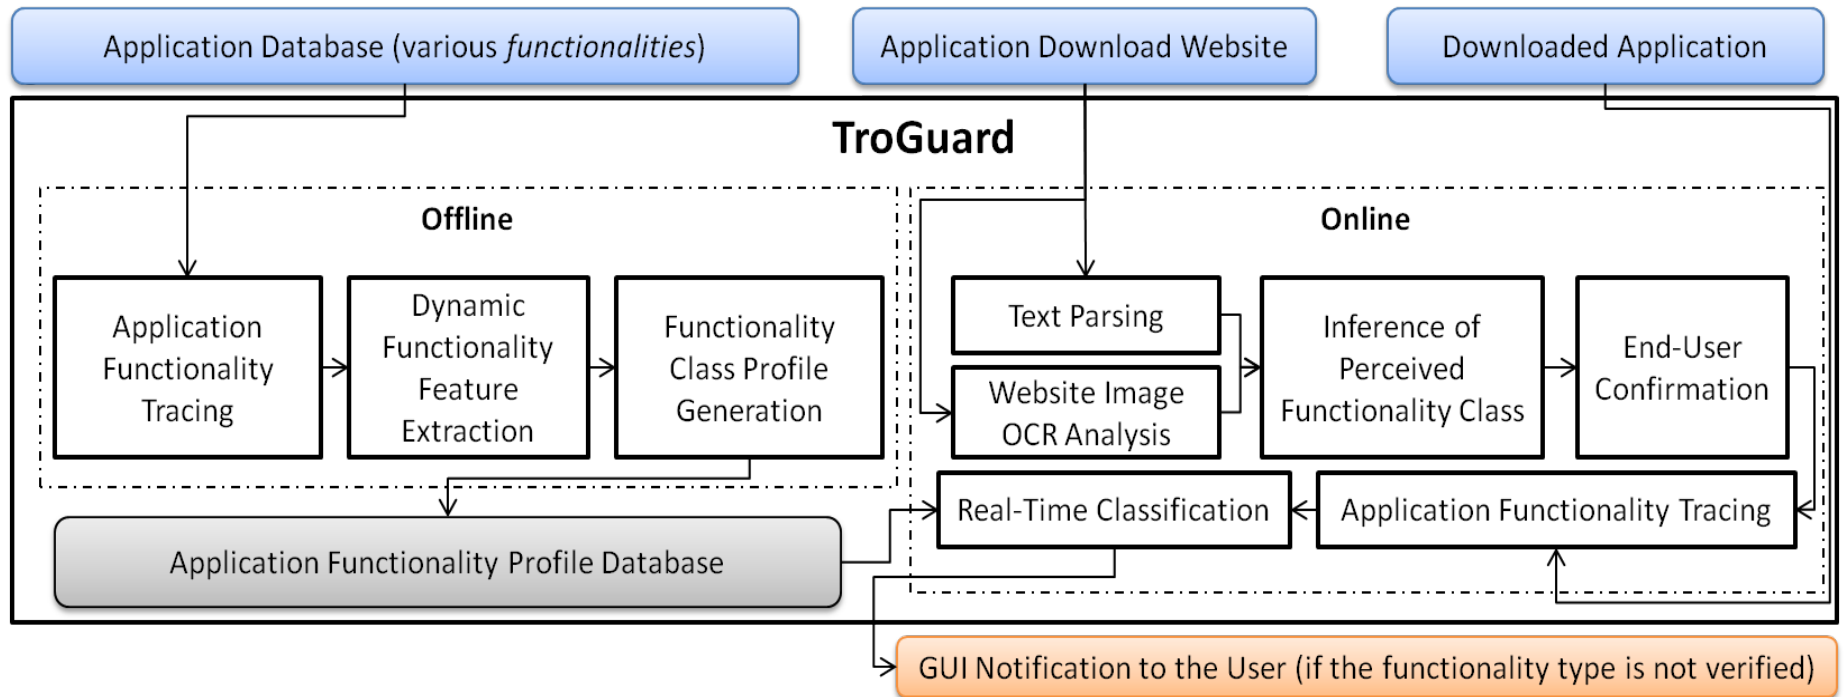 Application Database (various functionalities)
Application Download Website
Downloaded Application
TroGuard
Offline
Online
Application
Functionality
Tracing
Dynamic
Functionality
Feature
Extraction
Functionality
Class Profile
Generation
Text Parsing
Website Image
OCR Analysis
Inference of
Perceived
Functionality Class
End-User
Confirmation
Real-Time Classification
Application Functionality Tracing
Application Functionality Profile Database
GUI Notification to the User (if the functionality type is not verified)